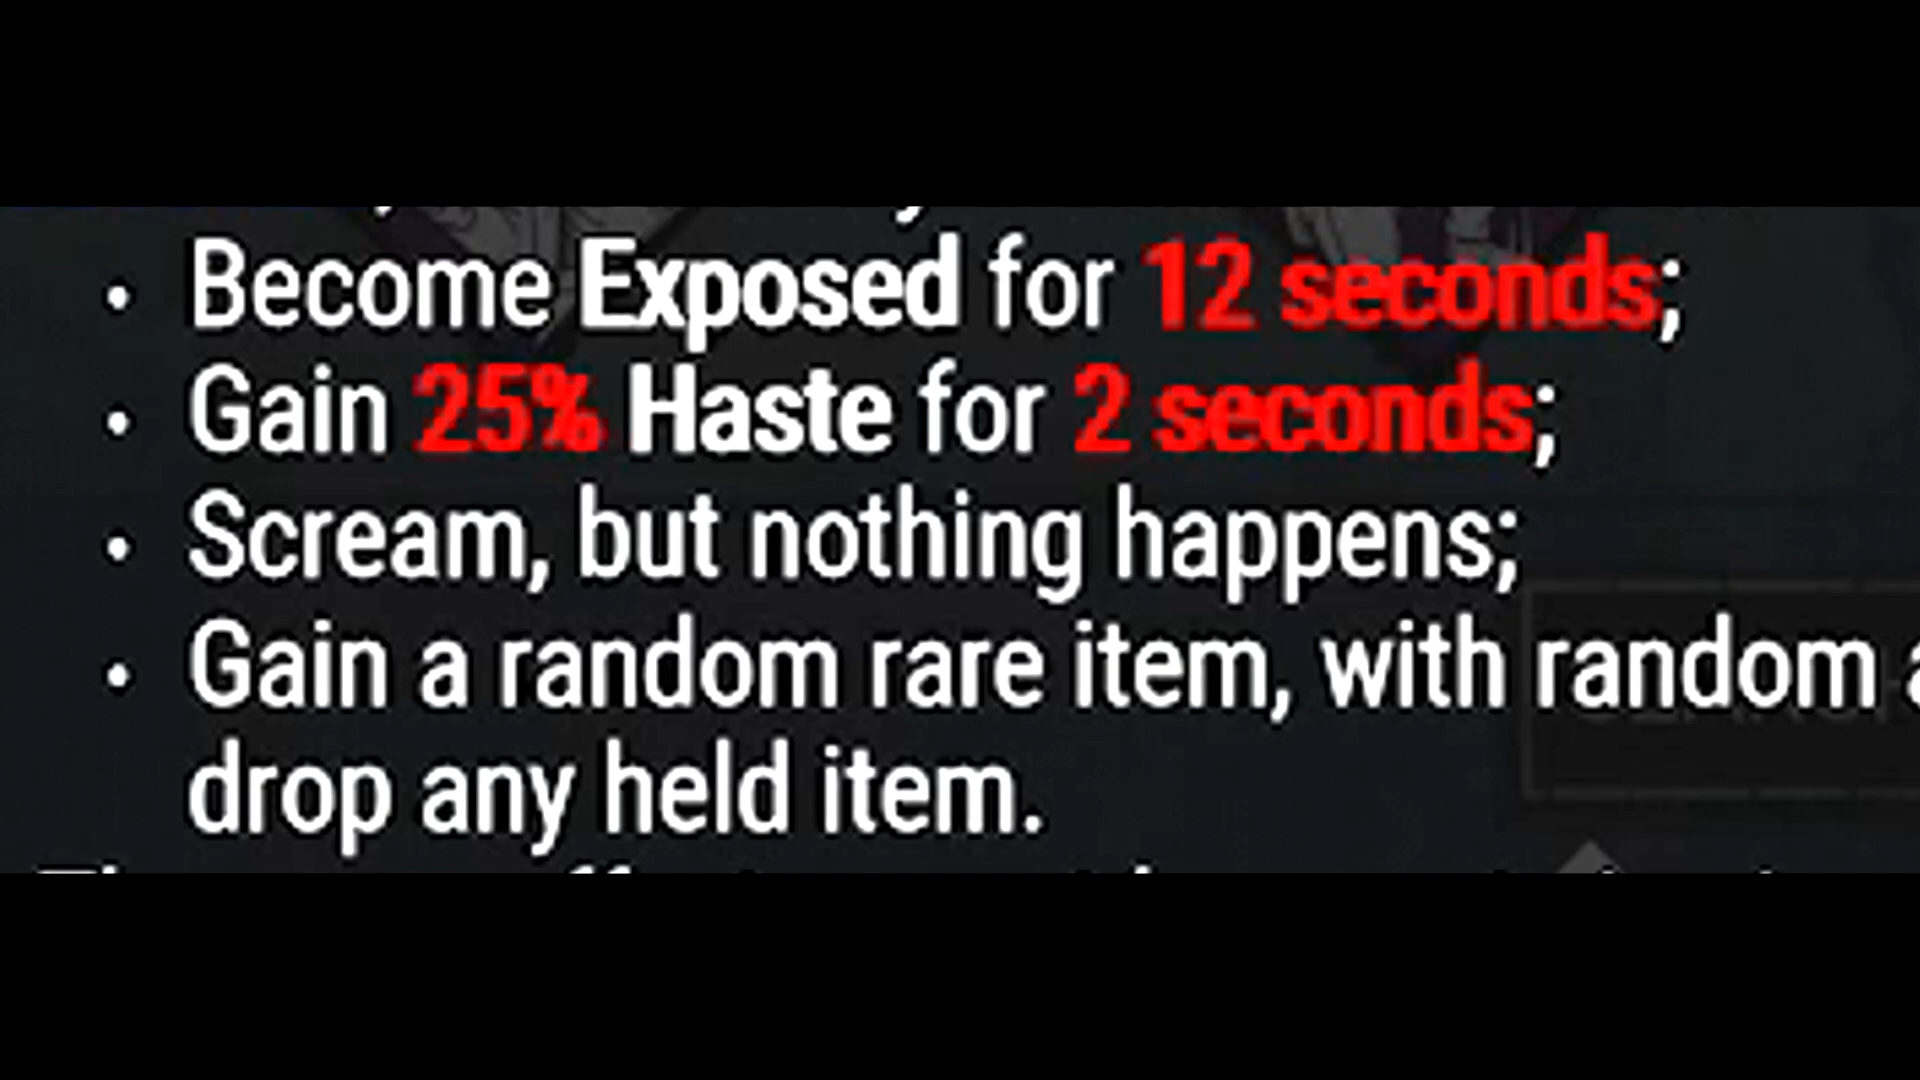 • Become Exposed for 12 seconds;
• Gain 25% Haste for 2 seconds;
• Scream, but nothing happens;
• Gain a random rare item, with random
drop any held item.